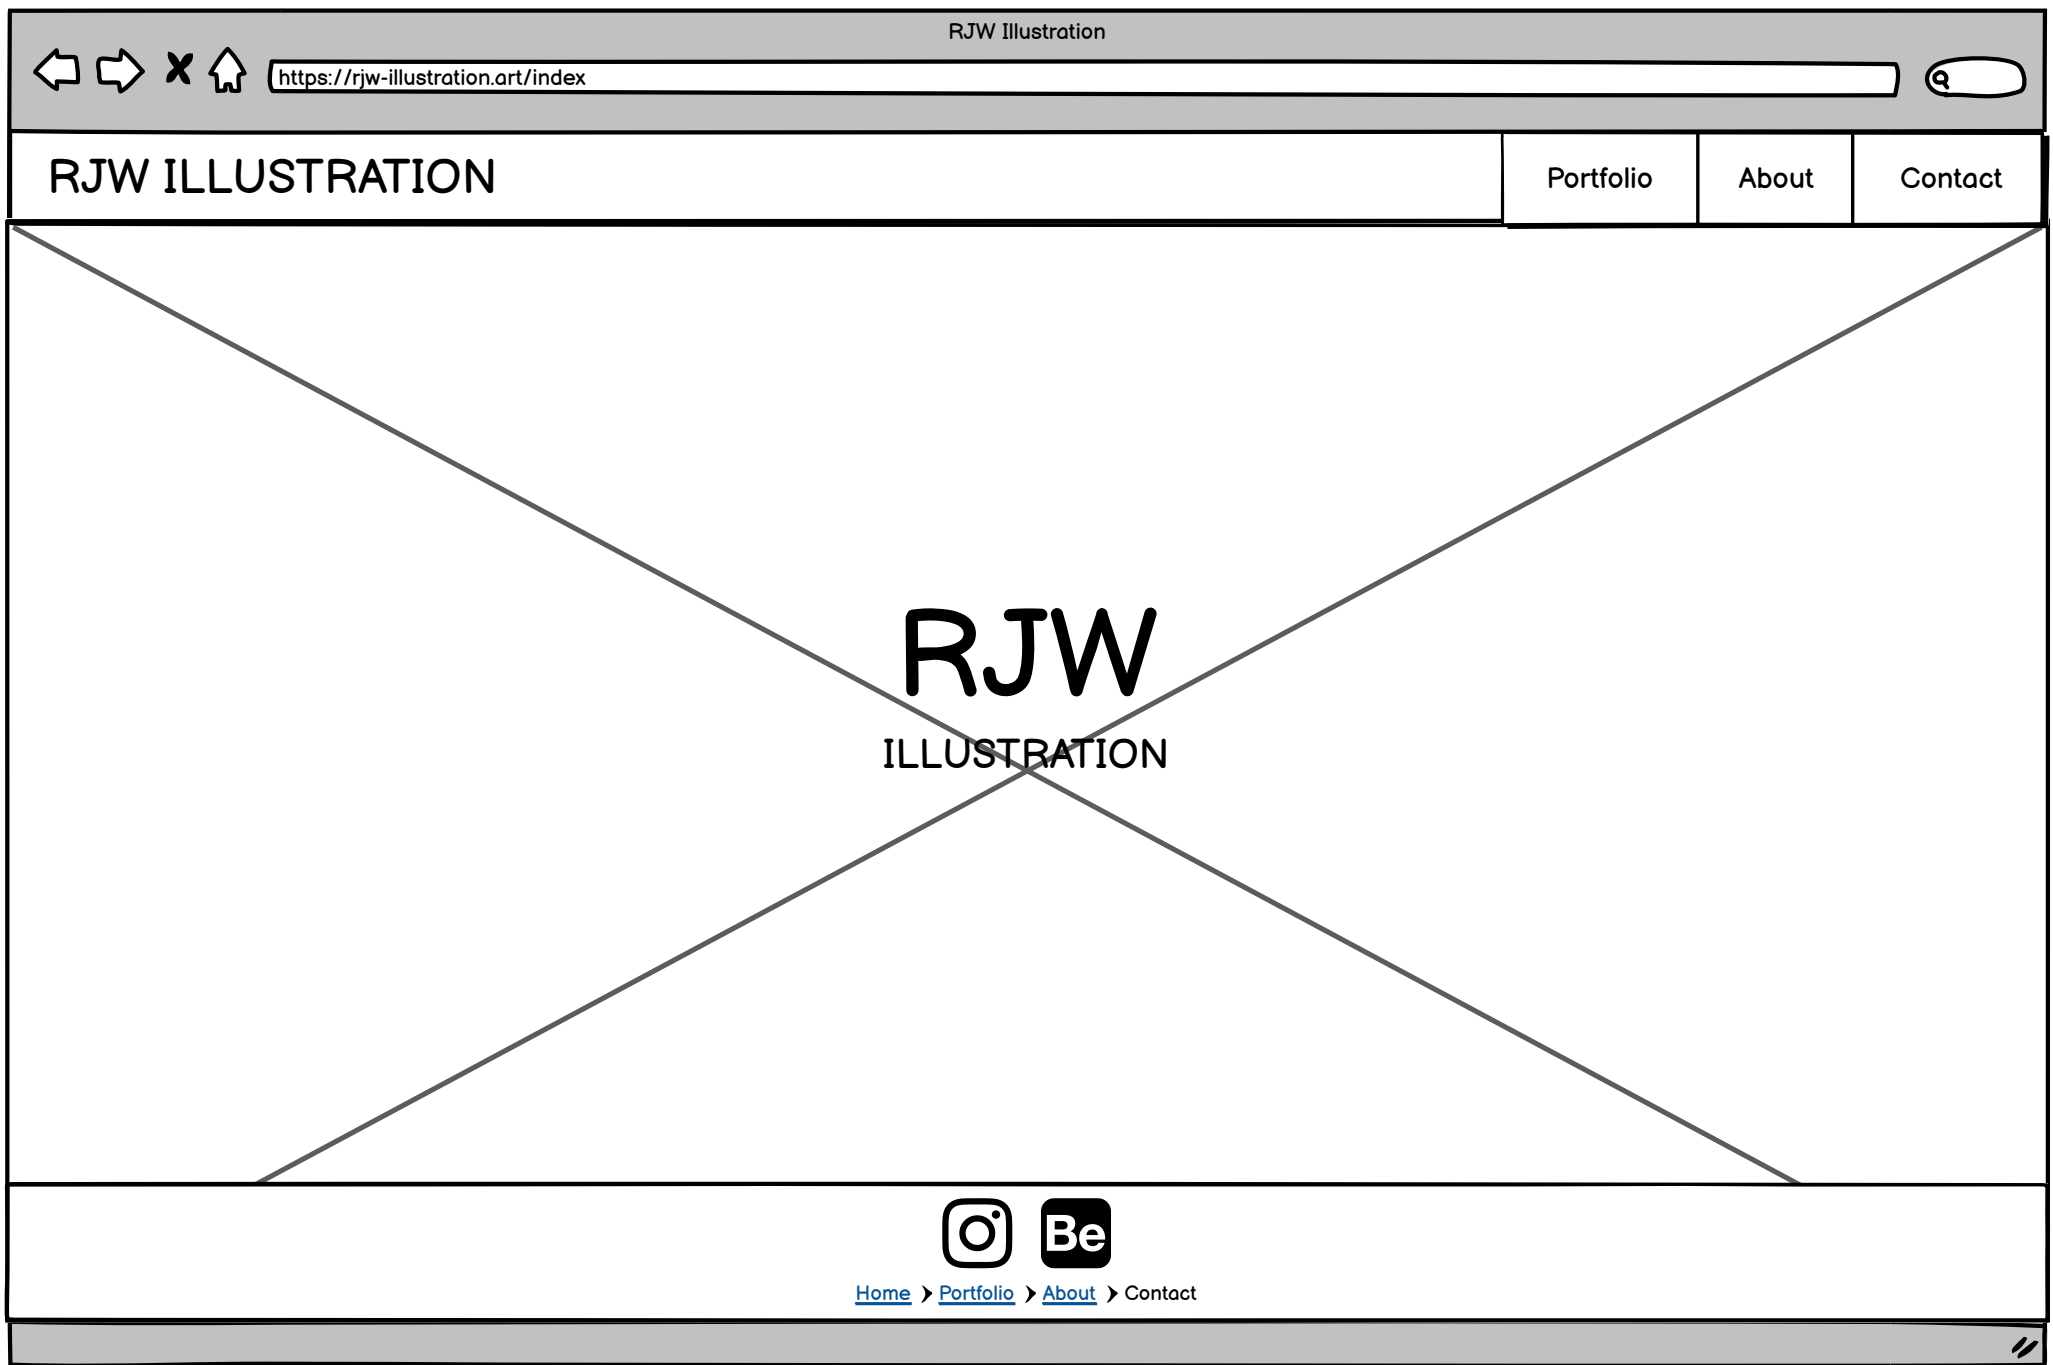 RJW Illustration
https://rjw-illustration.art/index
RJW ILLUSTRATION
Portfolio
About
Contact
RJW
ILLUSTRATION
Be
Home Portfolio About Contact